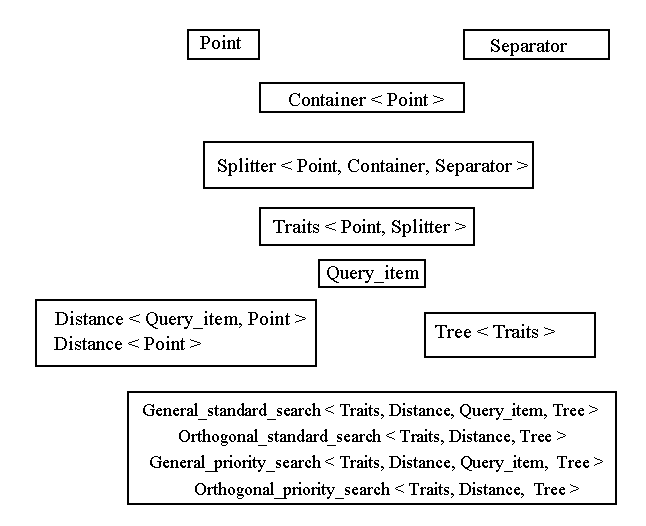 Point
Separator
Container < Point >
Splitter < Point, Container, Separator >
Traits < Point, Splitter >
Query_item
Distance < Query_item, Point >
Distance < Point >
Tree < Traits >
General_standard_search < Traits, Distance, Query_item, Tree >
Orthogonal_standard_search < Traits, Distance, Tree >
General_priority_search < Traits, Distance, Query_item, Tree >
Orthogonal_priority_search < Traits, Distance, Tree >